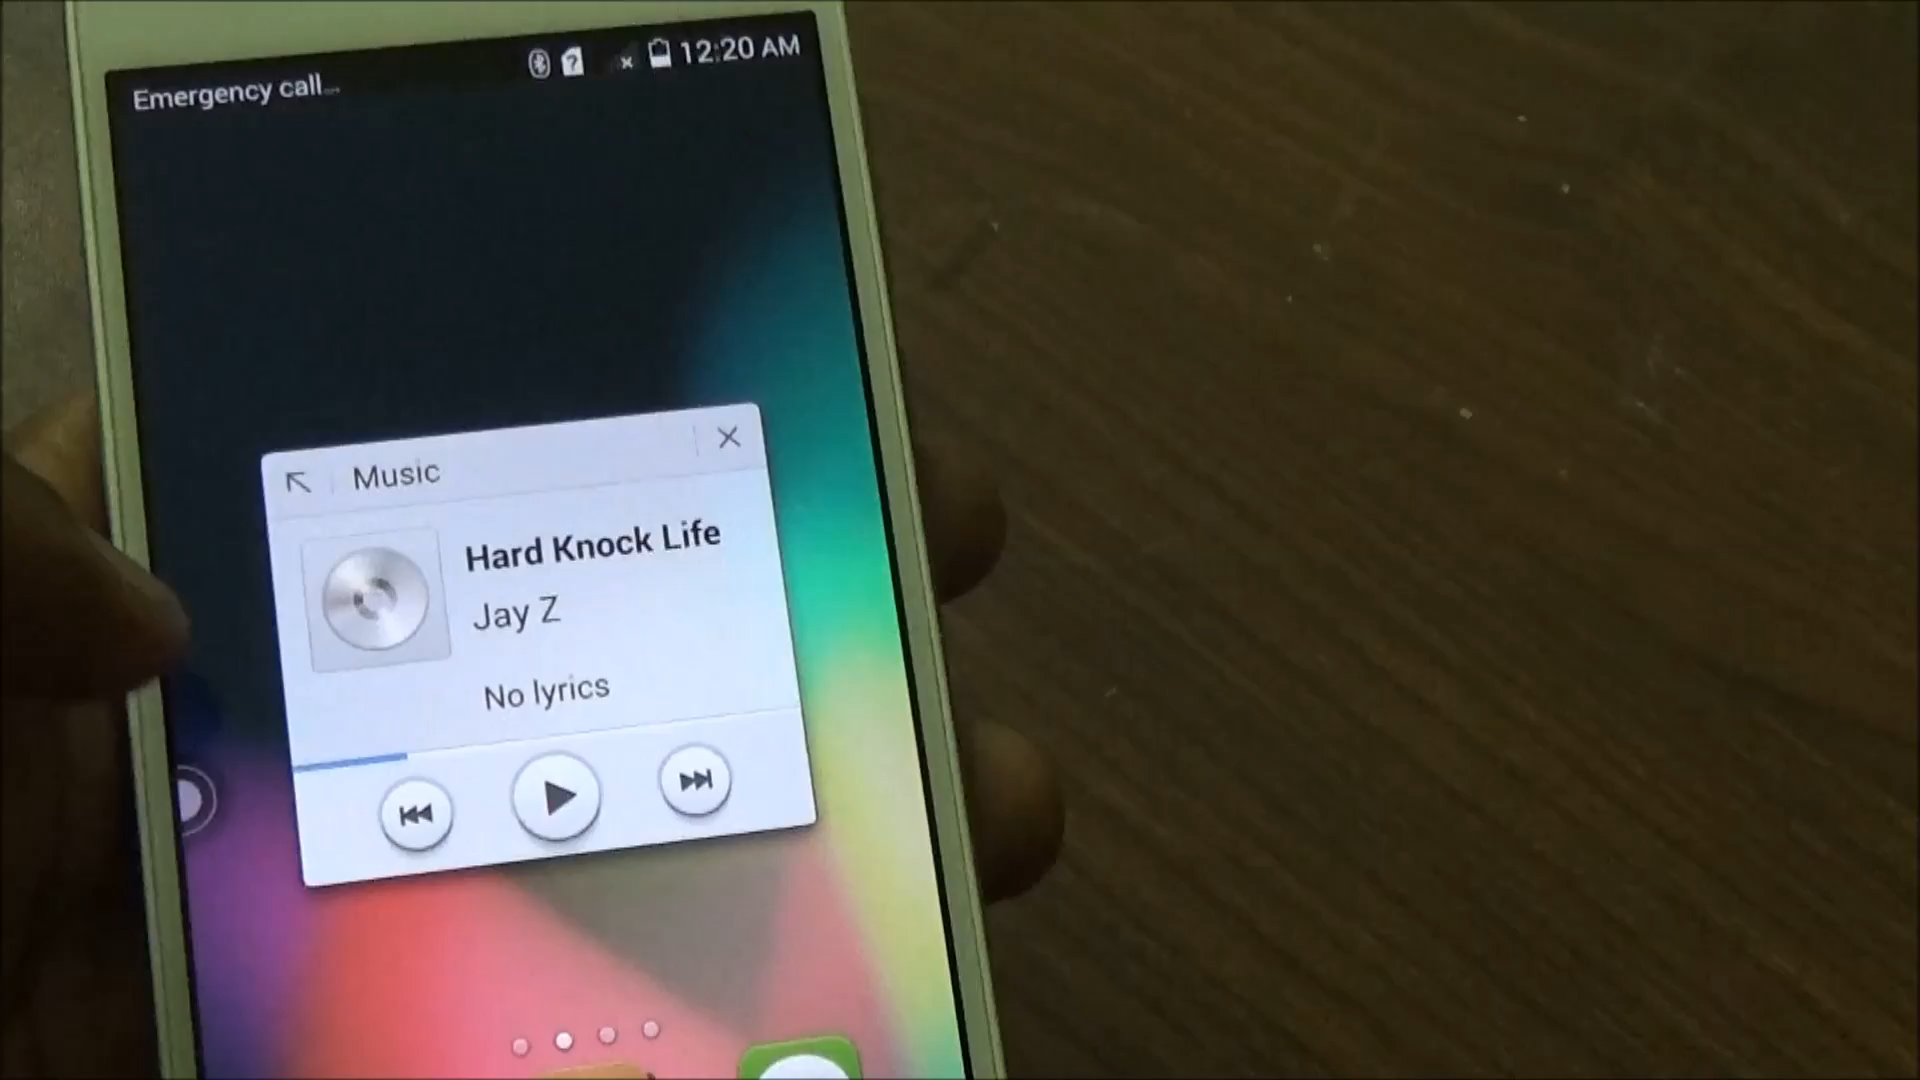 Emergency call...
12:20 AM
Music
Hard Knock Life
Jay Z
No lyrics